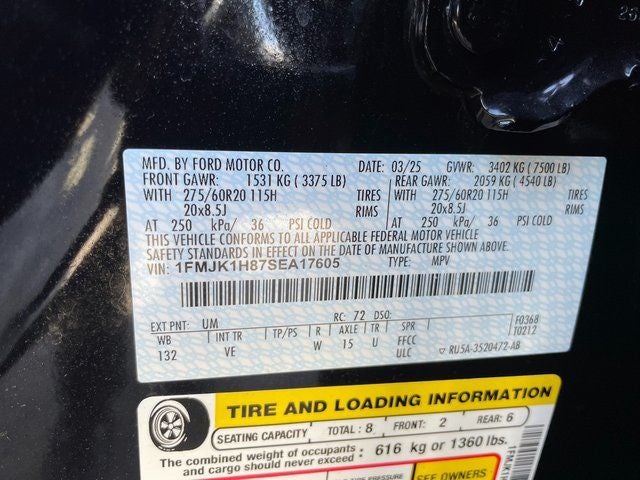 MFD. BY FORD MOTOR CO. DATE: 03/25 GVWR: 3402 KG ( 7500 LB)
FRONT GAWR: 1531 KG ( 3375 LB) REAR GAWR: 2059 KG ( 4540 LB)
WITH 275/60R20 115H TIRES WITH 275/60R20 115H TIRES
20x8.5J RIMS 20x8.5J RIMS
AT 250 kPa/ 36 PSI COLD AT 250 kPa/ 36 PSI COLD
THIS VEHICLE CONFORMS TO ALL APPLICABLE FEDERAL MOTOR VEHICLE
SAFETY STANDARDS IN EFFECT ON THE DATE OF MANUFACTURE SHOWN ABOVE.
VIN: 1FMJK1H87SEA17605 TYPE: MPV
EXT PNT: UM RC: 72 DSO: F0368
WB INT TR TP/PS R AXLE TR SPR T0212
132 VE W 15 U FFCC
ULC ▽ RU5A-3520472-AB
TIRE AND LOADING INFORMATION
SEATING CAPACITY TOTAL : 8 FRONT: 2 REAR: 6
The combined weight of occupants : 616 kg or 1360 lbs.
and cargo should never exceed
SEE OWNERS